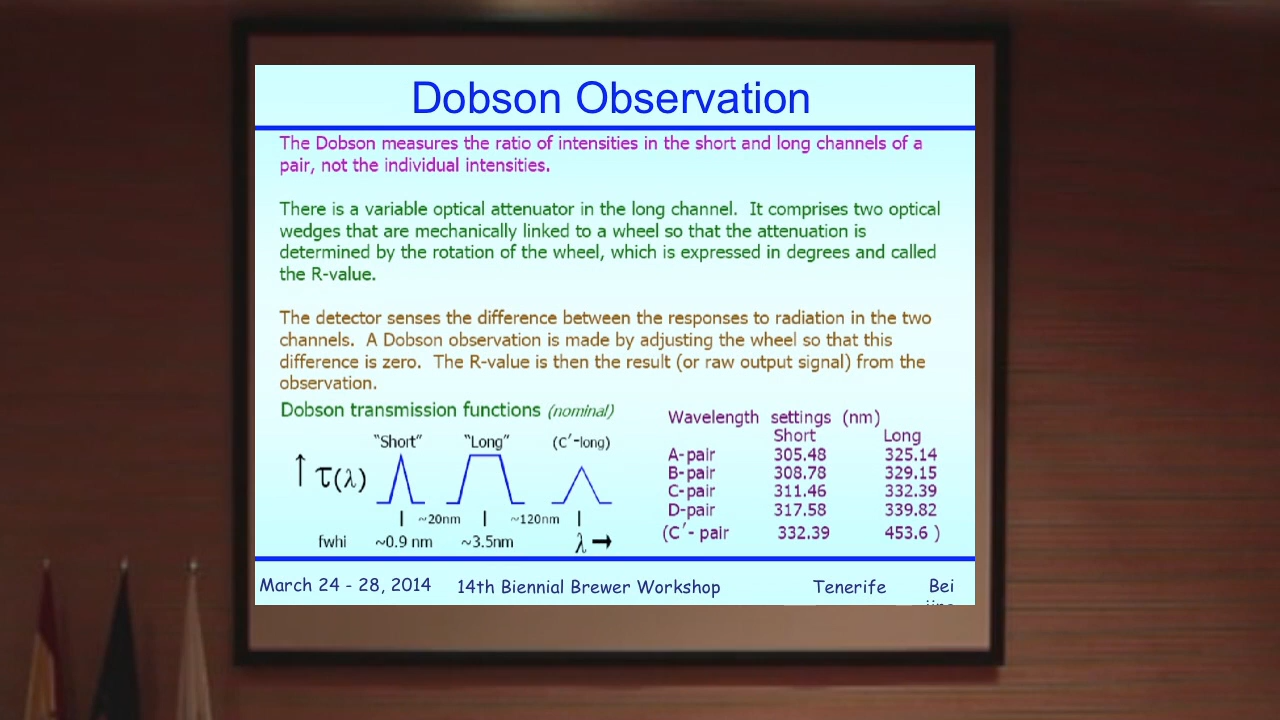 Dobson Observation
The Dobson measures the ratio of intensities in the short and long channels of a
pair, not the individual intensities.
There is a variable optical attenuator in the long channel. It comprises two optical
wedges that are mechanically linked to a wheel so that the attenuation is
determined by the rotation of the wheel, which is expressed in degrees and called
the R-value.
The detector senses the difference between the responses to radiation in the two
channels. A Dobson observation is made by adjusting the wheel so that this
difference is zero. The R-value is then the result (or raw output signal) from the
observation.
Dobson transmission functions (nominal)
"Short" "Long" (C′-long)
↑ τ(λ)
~20nm ~120nm
fwhi ~0.9 nm ~3.5nm λ →
Wavelength settings (nm)
Short Long
A-pair 305.48 325.14
B-pair 308.78 329.15
C-pair 311.46 332.39
D-pair 317.58 339.82
(C′- pair 332.39 453.6 )
March 24 - 28, 2014 14th Biennial Brewer Workshop Tenerife Bei